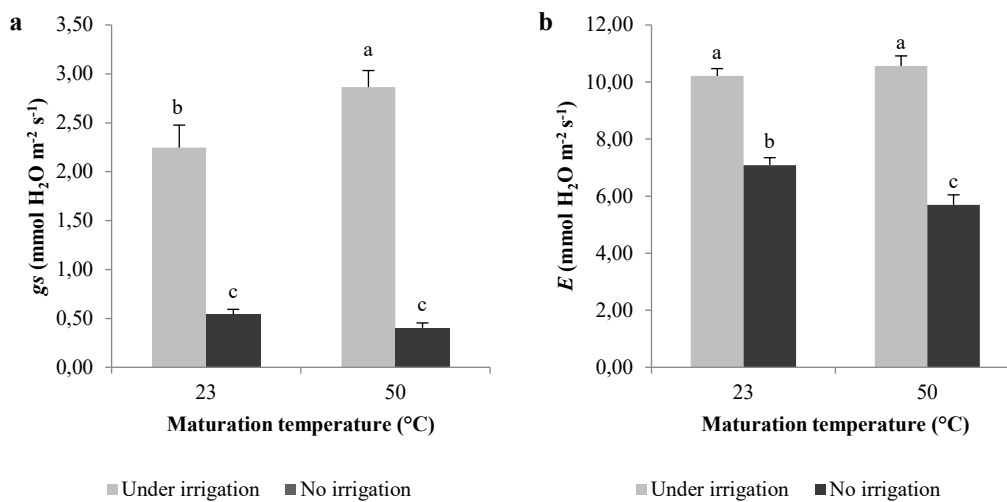 a
3,50
3,00
2,50
2,00
1,50
1,00
0,50
0,00
gs (mmol H₂O m⁻² s⁻¹)
b
c
a
c
23
50
Maturation temperature (°C)
Under irrigation
No irrigation
b
12,00
10,00
8,00
6,00
4,00
2,00
0,00
E (mmol H₂O m⁻² s⁻¹)
a
b
a
c
23
50
Maturation temperature (°C)
Under irrigation
No irrigation